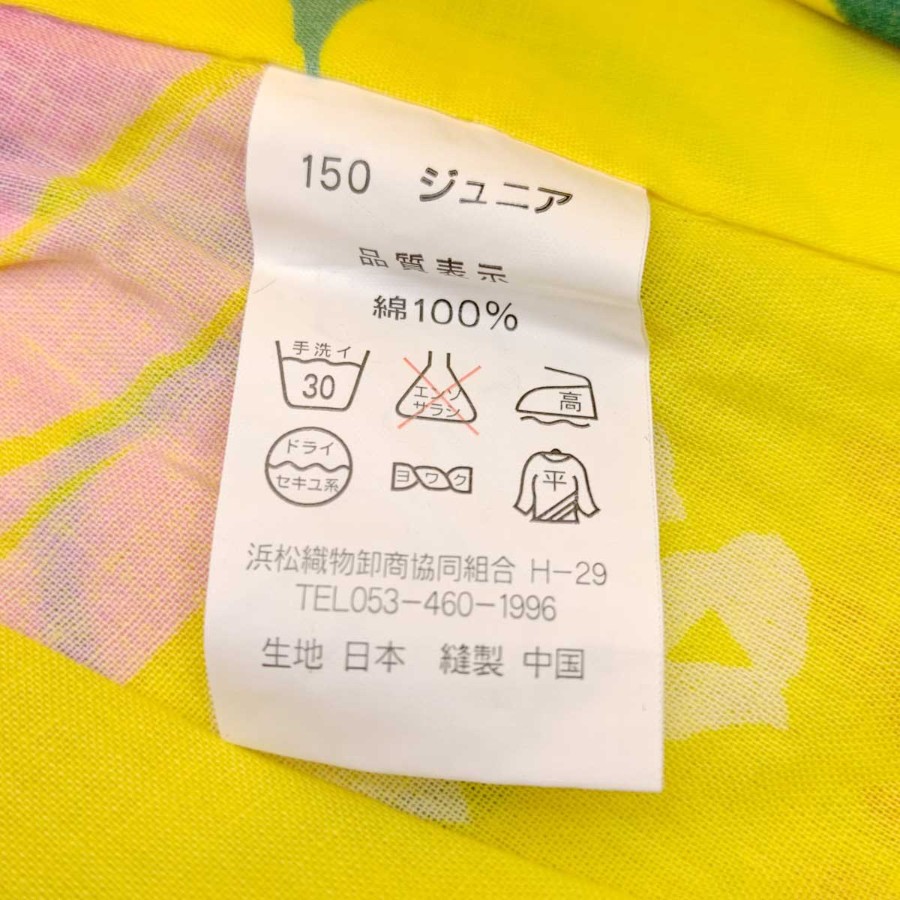 150 ジュニア
品質表示
綿100%
手洗イ
30
エンソ
サラシ
高
ドライ
セキユ系
ヨワク
平
浜松織物卸商協同組合 H-29
TEL053-460-1996
生地 日本 縫製 中国